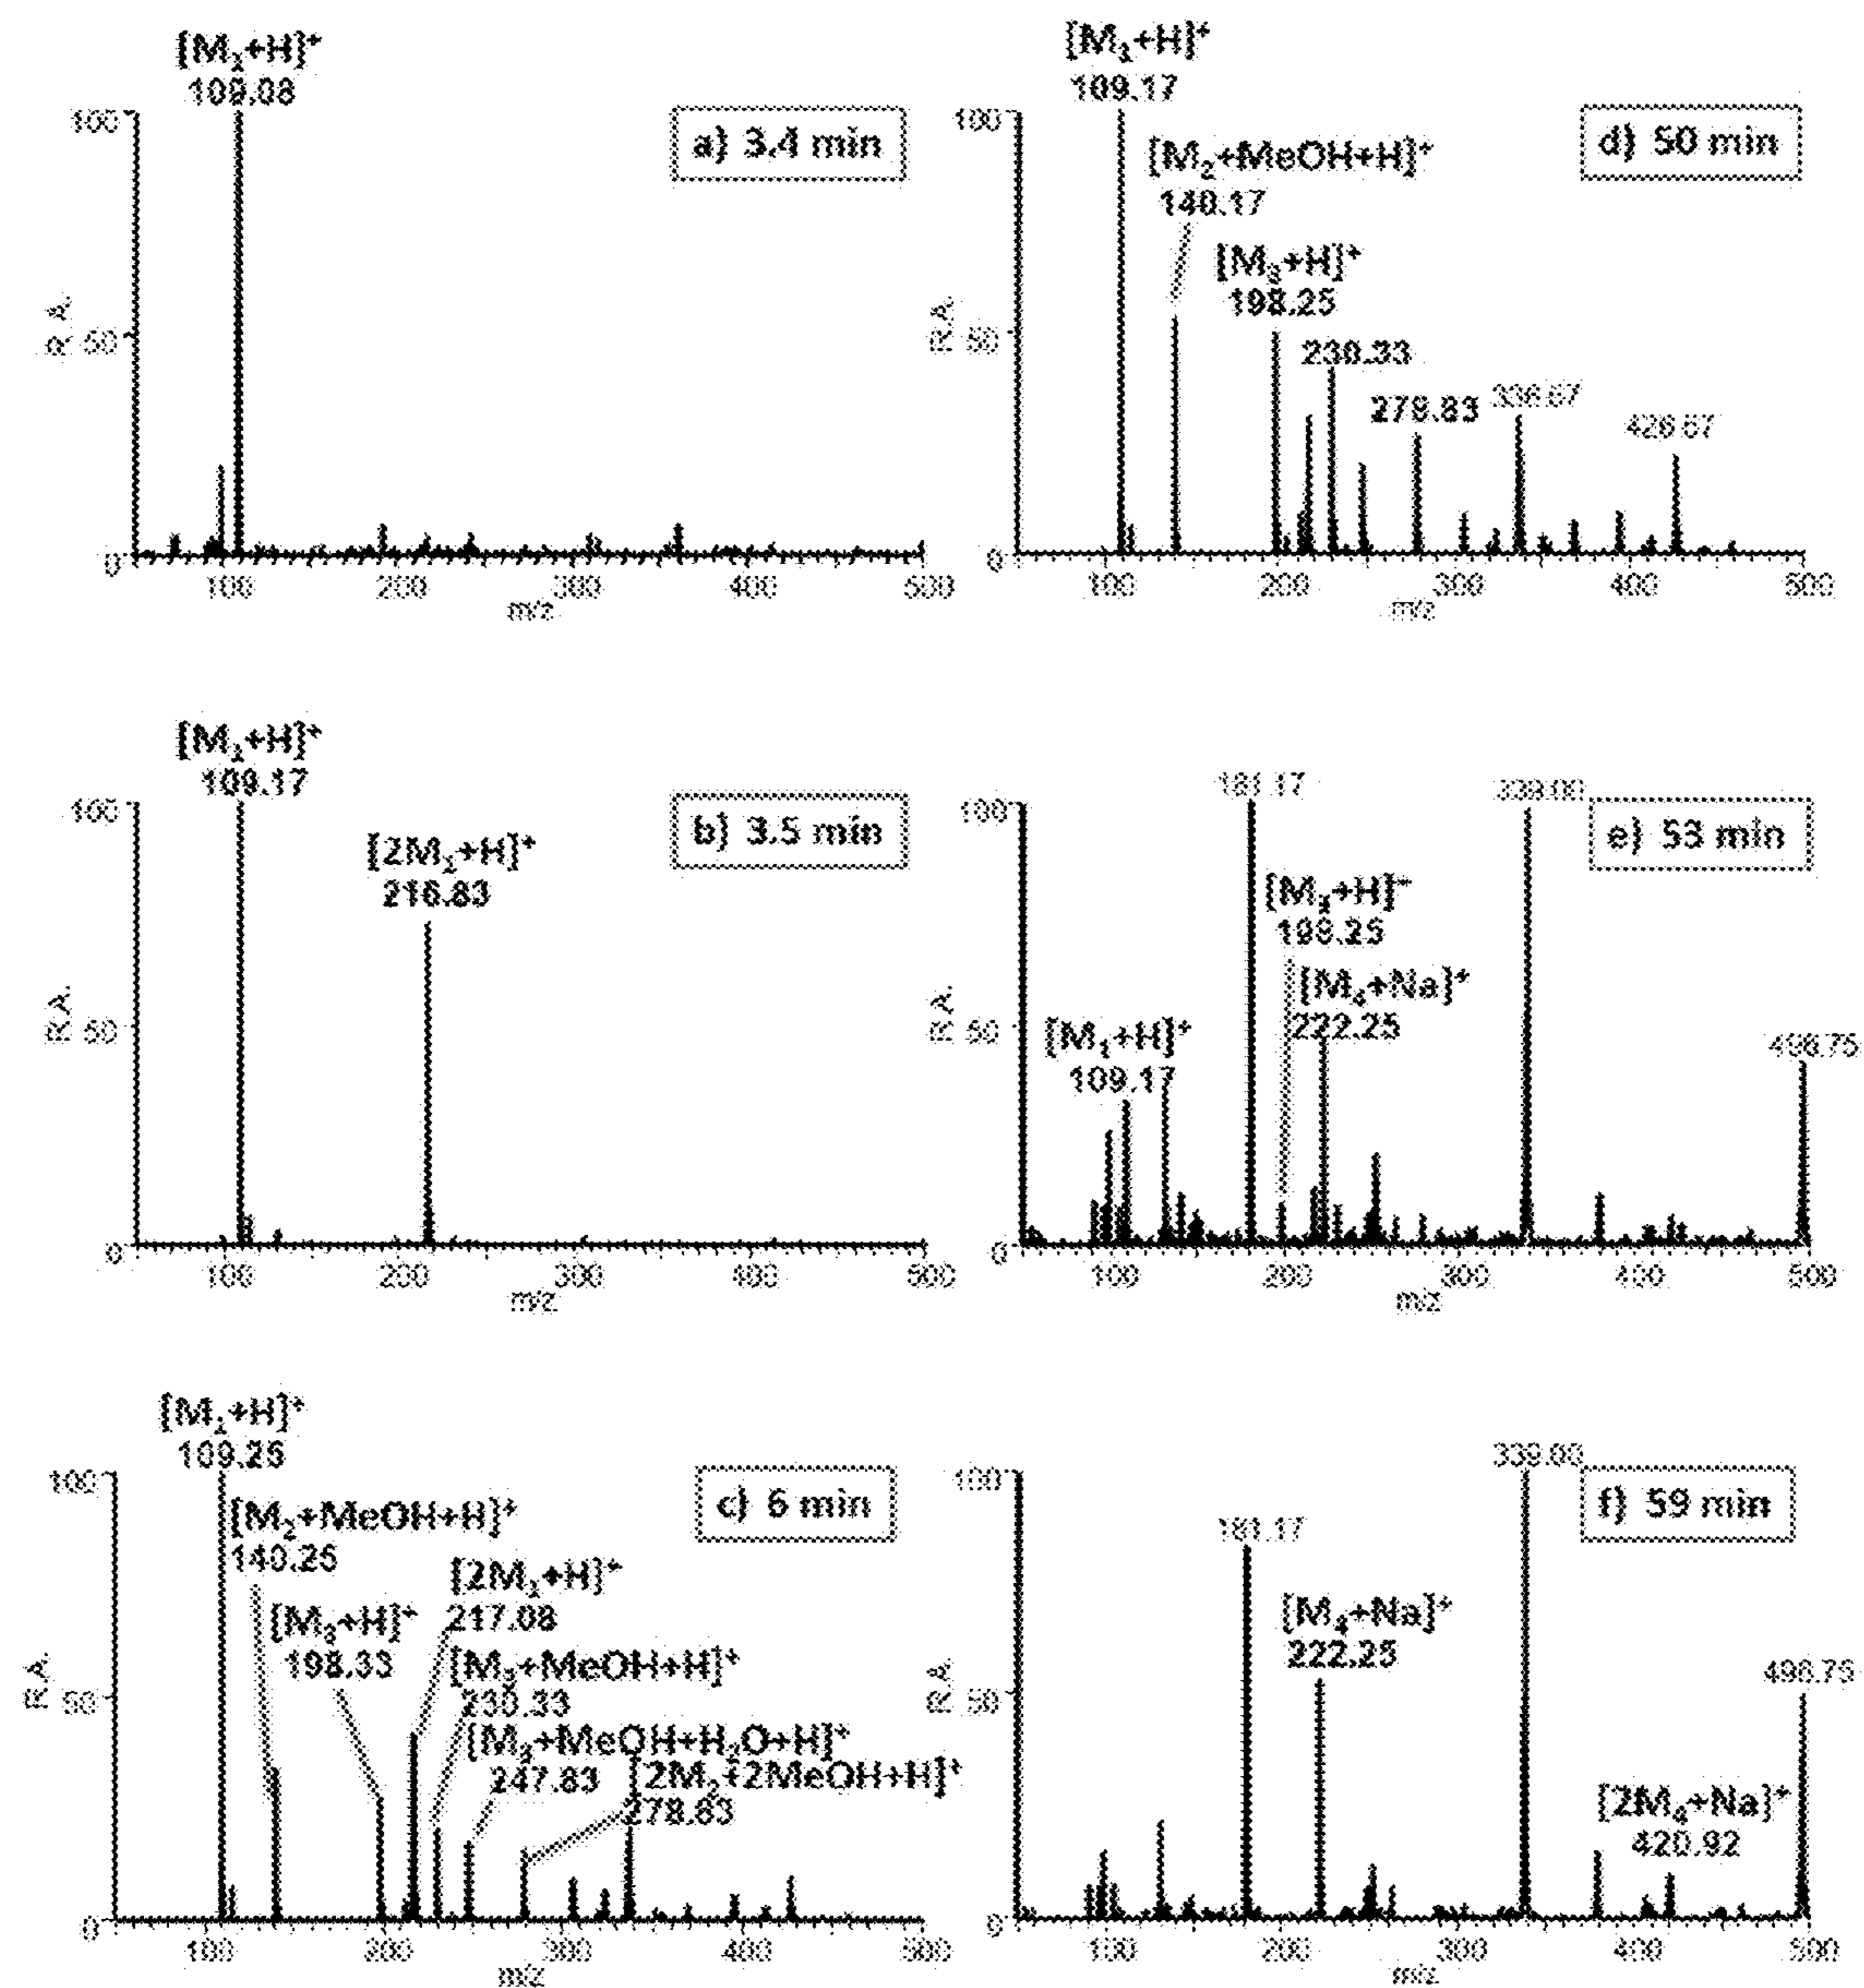 [M₁+H]⁺
109.08
a) 3.4 min
100
50
0
R.A.
100 200 300 400 500
m/z
[M₁+H]⁺
109.17
d) 50 min
[M₂+MeOH+H]⁺
140.17
[M₃+H]⁺
198.25
230.33
278.83
336.67
426.67
100
50
0
R.A.
100 200 300 400 500
m/z
[M₁+H]⁺
109.17
b) 3.5 min
[2M₁+H]⁺
216.83
100
50
0
R.A.
100 200 300 400 500
m/z
181.17
339.00
e) 53 min
[M₃+H]⁺
198.25
[M₄+Na]⁺
222.25
[M₁+H]⁺
109.17
496.75
100
50
0
R.A.
100 200 300 400 500
m/z
[M₁+H]⁺
109.25
c) 6 min
[M₂+MeOH+H]⁺
140.25
[2M₁+H]⁺
217.08
[M₃+H]⁺
198.33
[M₃+MeOH+H]⁺
230.33
[M₃+MeOH+H₂O+H]⁺
247.83
[2M₂+2MeOH+H]⁺
278.83
100
50
0
R.A.
100 200 300 400 500
m/z
339.00
f) 59 min
181.17
[M₄+Na]⁺
222.25
496.75
[2M₄+Na]⁺
420.92
100
50
0
R.A.
100 200 300 400 500
m/z